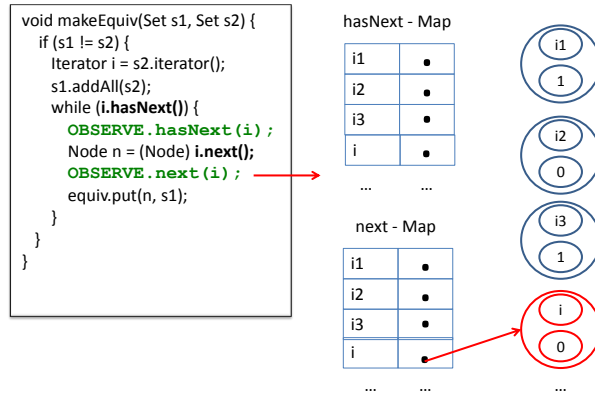 void makeEquiv(Set s1, Set s2) {
if (s1 != s2) {
Iterator i = s2.iterator();
s1.addAll(s2);
while (i.hasNext()) {
OBSERVE.hasNext(i);
Node n = (Node) i.next();
OBSERVE.next(i);
equiv.put(n, s1);
}
}
}
hasNext - Map
i1
i2
i3
i
... ...
next - Map
i1
i2
i3
i
... ...
i1
1
i2
0
i3
1
i
0
...